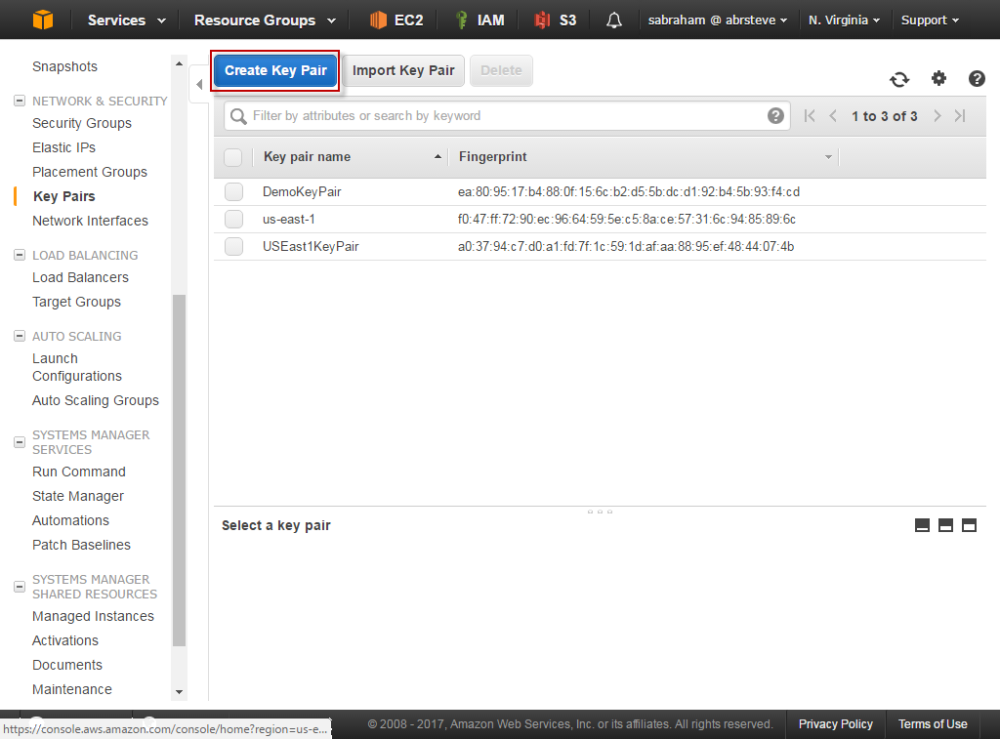 Services Resource Groups EC2 IAM S3 sabraham @ abrsteve N. Virginia Support
Snapshots
NETWORK & SECURITY
Security Groups
Elastic IPs
Placement Groups
Key Pairs
Network Interfaces
LOAD BALANCING
Load Balancers
Target Groups
AUTO SCALING
Launch
Configurations
Auto Scaling Groups
SYSTEMS MANAGER
SERVICES
Run Command
State Manager
Automations
Patch Baselines
SYSTEMS MANAGER
SHARED RESOURCES
Managed Instances
Activations
Documents
Maintenance
Create Key Pair Import Key Pair Delete
Filter by attributes or search by keyword 1 to 3 of 3
Key pair name Fingerprint
DemoKeyPair ea:80:95:17:b4:88:0f:15:6c:b2:d5:5b:dc:d1:92:b4:5b:93:f4:cd
us-east-1 f0:47:ff:72:90:ec:96:64:59:5e:c5:8a:ce:57:31:6c:94:85:89:6c
USEast1KeyPair a0:37:94:c7:d0:a1:fd:7f:1c:59:1d:af:aa:88:95:ef:48:44:07:4b
Select a key pair
https://console.aws.amazon.com/console/home?region=us-e...
© 2008 - 2017, Amazon Web Services, Inc. or its affiliates. All rights reserved. Privacy Policy Terms of Use